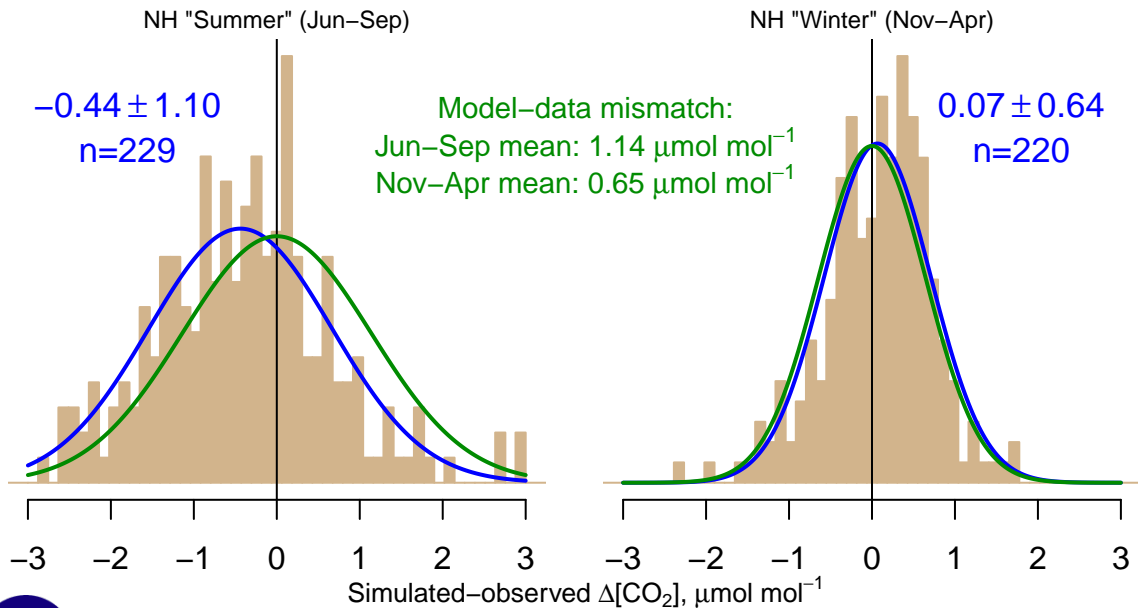 NH "Summer" (Jun−Sep)
NH "Winter" (Nov−Apr)
−0.44 ± 1.10
n=229
Model−data mismatch:
Jun−Sep mean: 1.14 μmol mol⁻¹
Nov−Apr mean: 0.65 μmol mol⁻¹
0.07 ± 0.64
n=220
−3 −2 −1 0 1 2 3
−3 −2 −1 0 1 2 3
Simulated−observed Δ[CO₂], μmol mol⁻¹